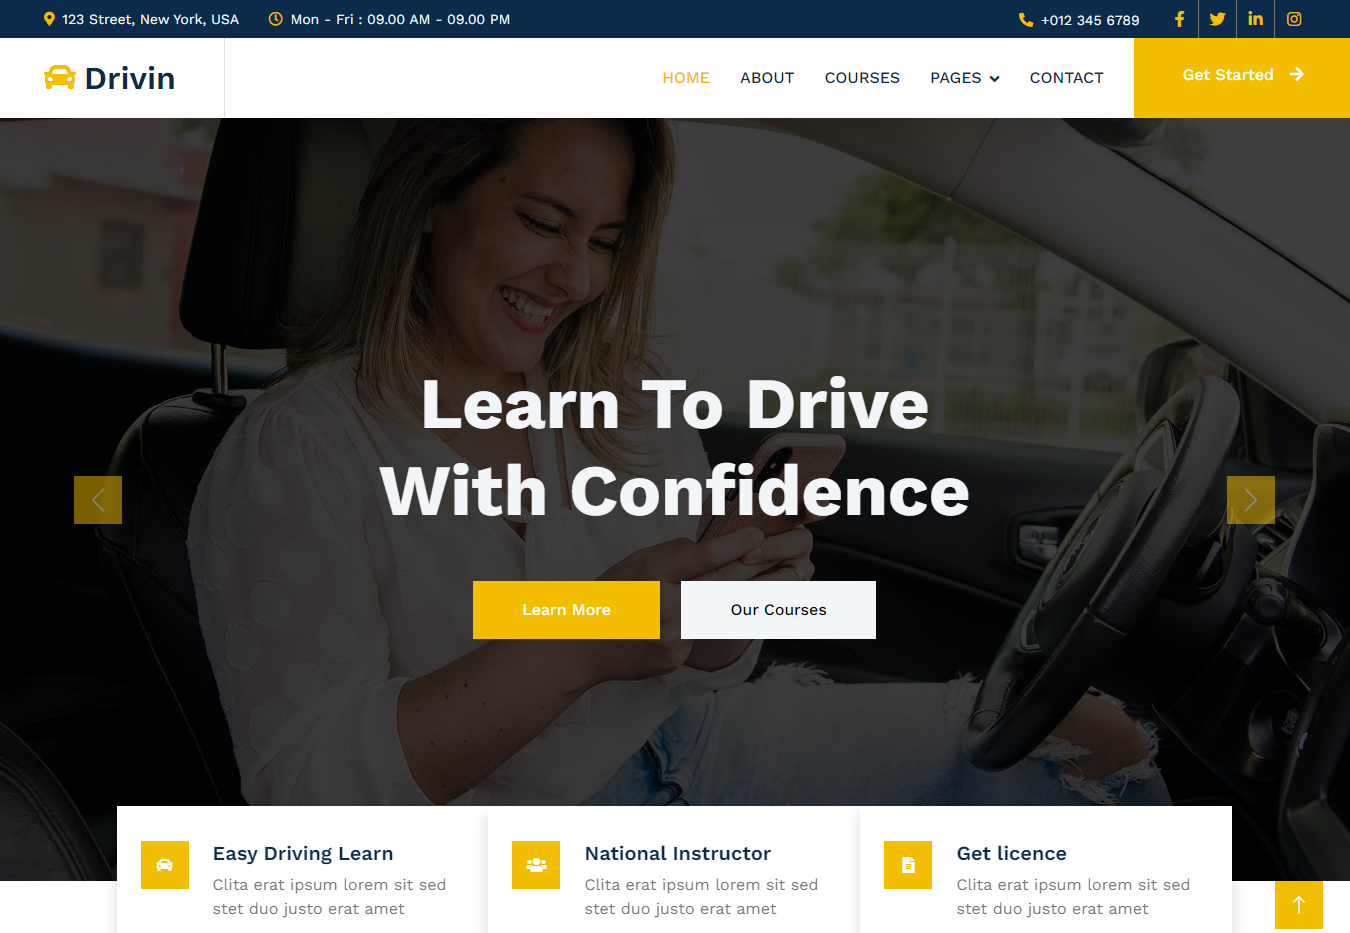 123 Street, New York, USA
Mon - Fri : 09.00 AM - 09.00 PM
+012 345 6789
Drivin
HOME
ABOUT
COURSES
PAGES
CONTACT
Get Started
Learn To Drive
With Confidence
Learn More
Our Courses
Easy Driving Learn
Clita erat ipsum lorem sit sed
stet duo justo erat amet
National Instructor
Clita erat ipsum lorem sit sed
stet duo justo erat amet
Get licence
Clita erat ipsum lorem sit sed
stet duo justo erat amet